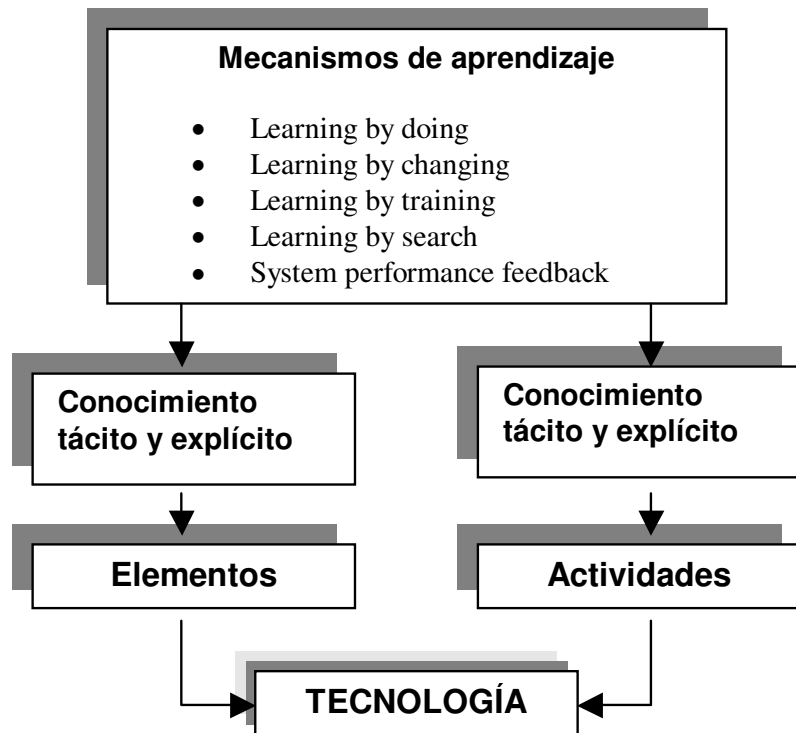 Mecanismos de aprendizaje
• Learning by doing
• Learning by changing
• Learning by training
• Learning by search
• System performance feedback
Conocimiento
tácito y explícito
Conocimiento
tácito y explícito
Elementos
Actividades
TECNOLOGÍA